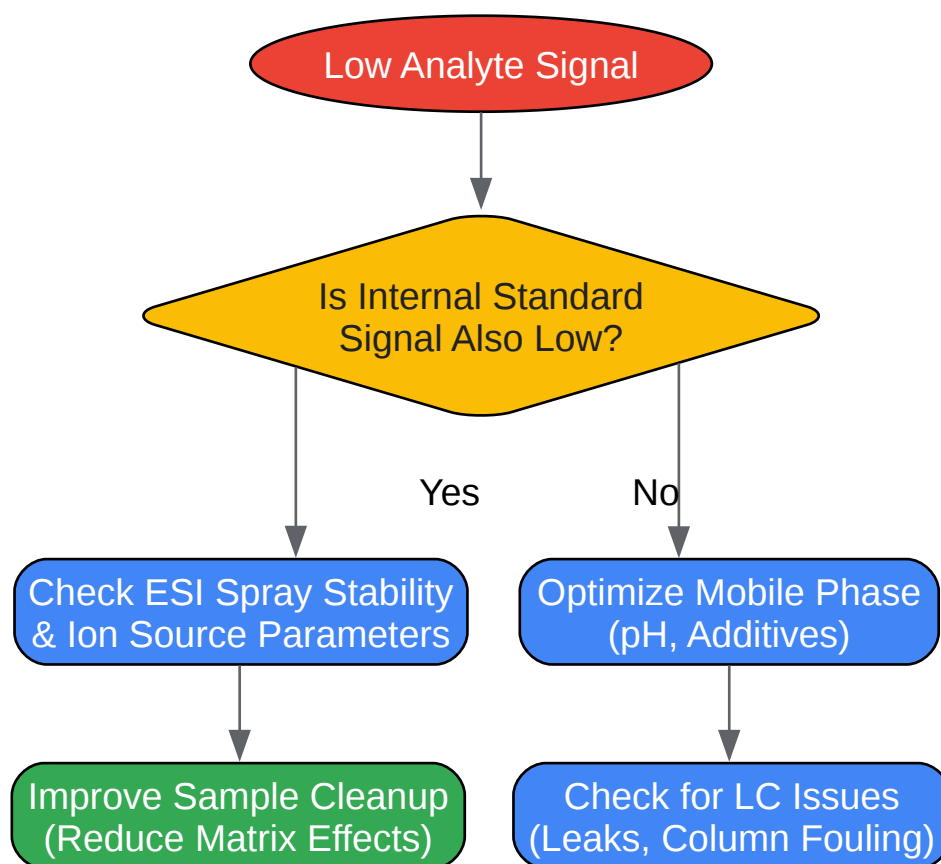 Low Analyte Signal
Is Internal Standard
Signal Also Low?
Yes
No
Check ESI Spray Stability
& Ion Source Parameters
Optimize Mobile Phase
(pH, Additives)
Improve Sample Cleanup
(Reduce Matrix Effects)
Check for LC Issues
(Leaks, Column Fouling)